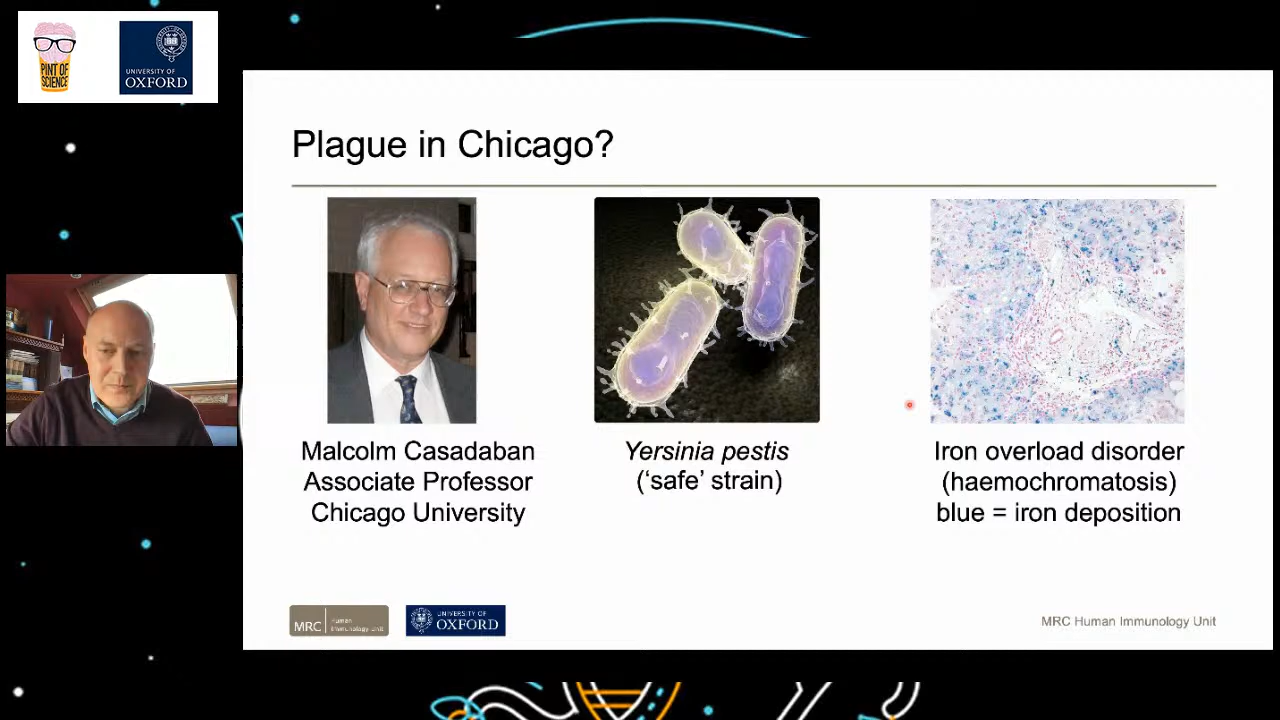 PINT OF
SCIENCE
UNIVERSITY OF
OXFORD
Plague in Chicago?
Malcolm Casadaban
Associate Professor
Chicago University
Yersinia pestis
(‘safe’ strain)
Iron overload disorder
(haemochromatosis)
blue = iron deposition
MRC
Human
Immunology Unit
UNIVERSITY OF
OXFORD
MRC Human Immunology Unit